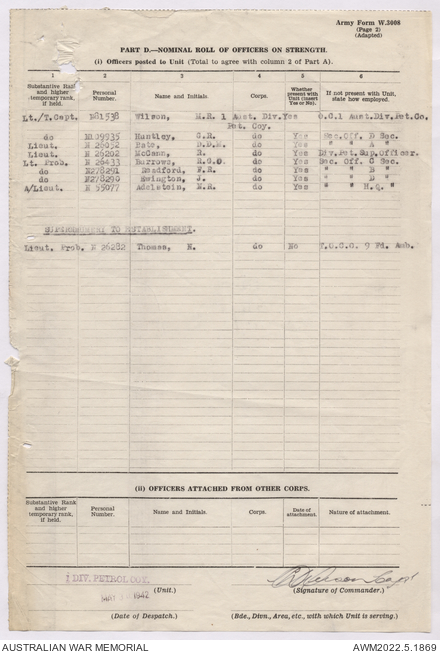 Army Form W.3008
(Page 2)
(Adapted)
PART D.—NOMINAL ROLL OF OFFICERS ON STRENGTH.
(i) Officers posted to Unit (Total to agree with column 2 of Part A).
1 2 3 4 5 6
Substantive Rank and higher temporary rank, if held. Personal Number. Name and Initials. Corps. Whether present with Unit (insert Yes or No). If not present with Unit, state how employed.
Lt./T.Capt. Wilson, M.R. 1 Aust. Div. Yes O.C.1 Aust.Div.Pet.Co.
Pet. Coy.
do Huntley, G.R. do Yes Sec.Off. D Sec.
Lieut. N 26052 Bate, D.D.M. do Yes " " A "
Lieut. N 26202 McCann, R. do Yes Div.Pet.Sup.Officer.
Lt. Prob. N 26433 Burrows, R.G.O. do Yes Sec. Off. C Sec.
do N278291 Bradford, do Yes " " B "
do N278290 Ewington, J. do Yes " " "
A/Lieut. N 55077 Adelstein, N.R. do Yes " " H.Q. "
SUPERNUMERARY TO ESTABLISHMENT.
Lieut. Prob. N 26282 Thomas, N. do No 9 Fd. Amb.
(ii) OFFICERS ATTACHED FROM OTHER CORPS.
Substantive Rank and higher temporary rank, if held. Personal Number. Name and Initials. Corps. Date of attachment. Nature of attachment.
1 DIV. PETROL COY. (Unit.)
(Signature of Commander.)
MAY 1942
(Date of Despatch.)
(Bde., Divn., Area, etc., with which Unit is serving.)
AUSTRALIAN WAR MEMORIAL AWM2022.5.1869